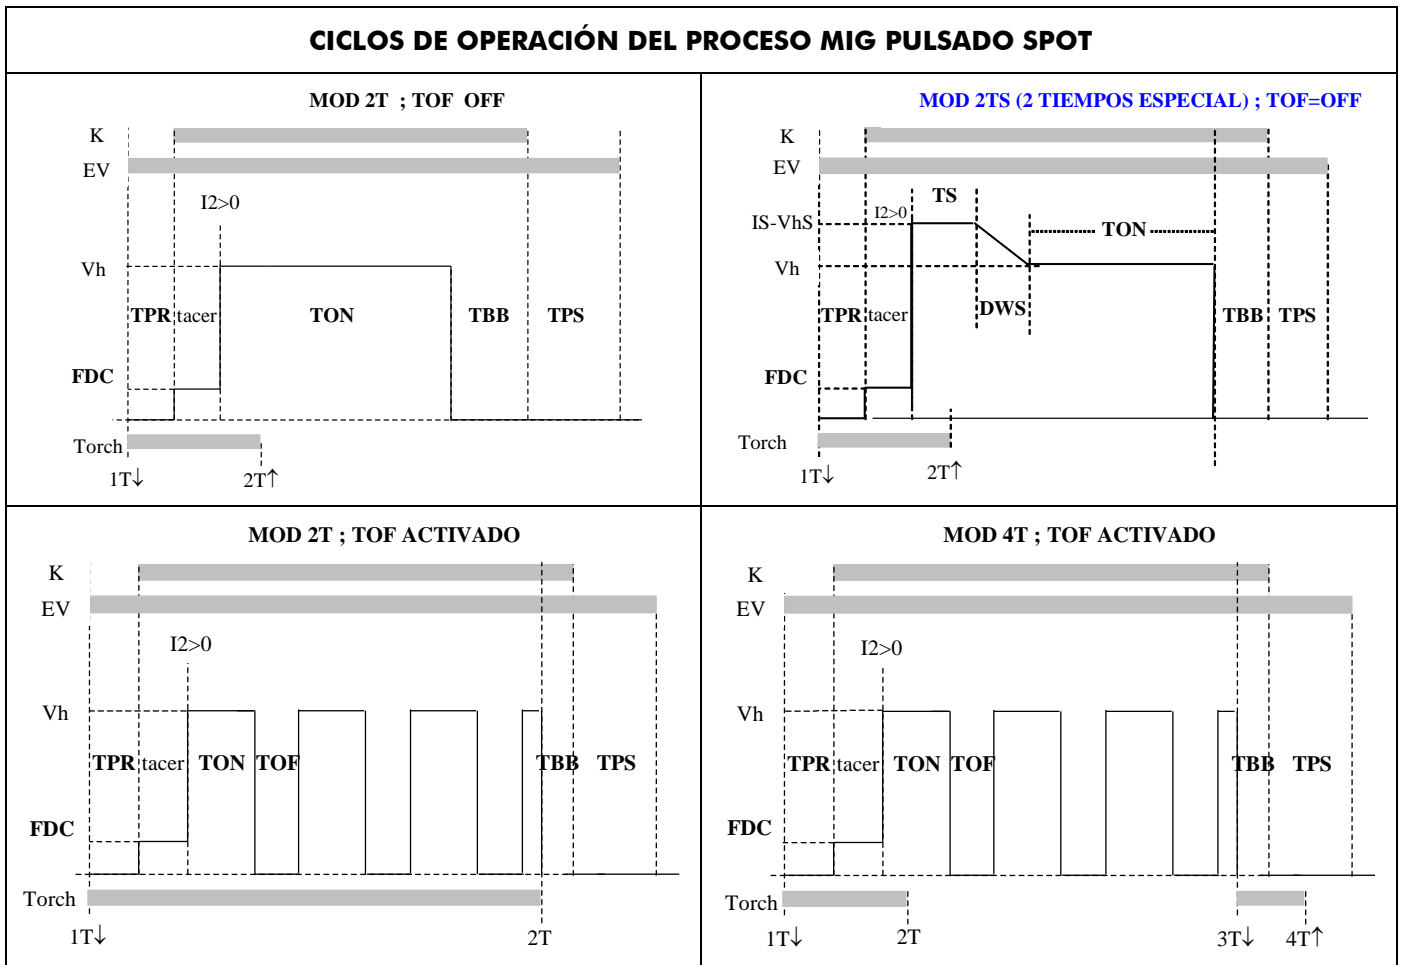 CICLOS DE OPERACIÓN DEL PROCESO MIG PULSADO SPOT
MOD 2T ; TOF OFF
K
EV
I2>0
Vh
TPR tacer TON TBB TPS
FDC
Torch
1T↓ 2T↑
MOD 2TS (2 TIEMPOS ESPECIAL) ; TOF=OFF
K
EV
TS
IS-VhS I2>0 TON
Vh
TPR tacer DWS TBB TPS
FDC
Torch
1T↓ 2T↑
MOD 2T ; TOF ACTIVADO
K
EV
I2>0
Vh
TPR tacer TON TOF TBB TPS
FDC
Torch
1T↓ 2T
MOD 4T ; TOF ACTIVADO
K
EV
I2>0
Vh
TPR tacer TON TOF TBB TPS
FDC
Torch
1T↓ 2T 3T↓ 4T↑